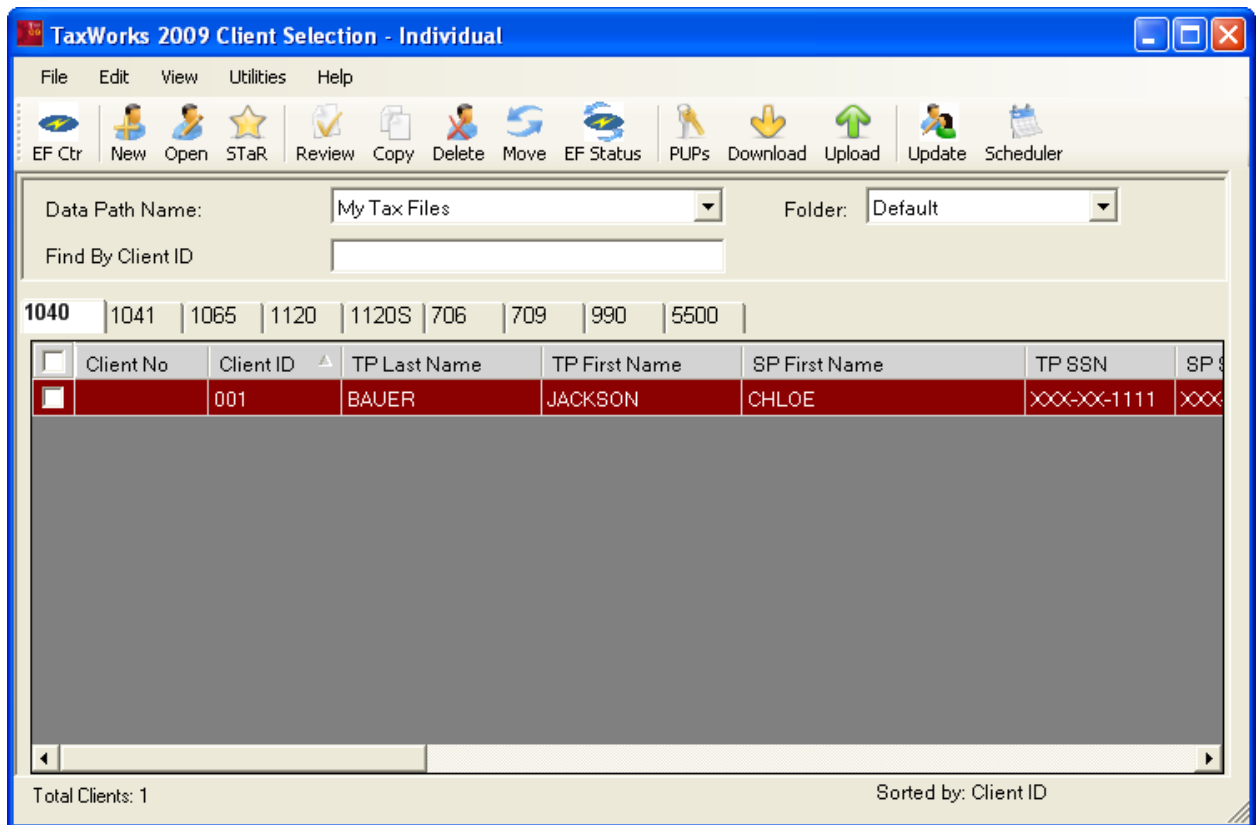 TaxWorks 2009 Client Selection - Individual
File Edit View Utilities Help
EF Ctr New Open STaR Review Copy Delete Move EF Status PUPs Download Upload Update Scheduler
Data Path Name: My Tax Files Folder: Default
Find By Client ID
1040 1041 1065 1120 1120S 706 709 990 5500
Client No Client ID TP Last Name TP First Name SP First Name TP SSN SP
001 BAUER JACKSON CHLOE XXX-XX-1111 XXX-
Total Clients: 1 Sorted by: Client ID